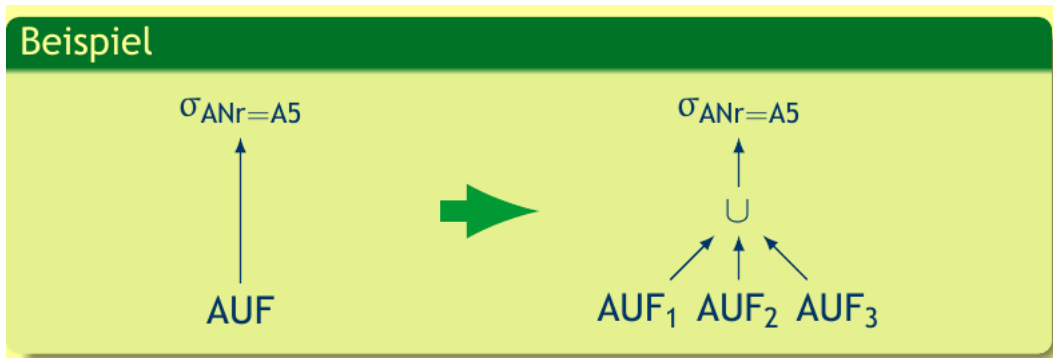 Beispiel
σANr=A5 σANr=A5
∪
AUF AUF₁ AUF₂ AUF₃